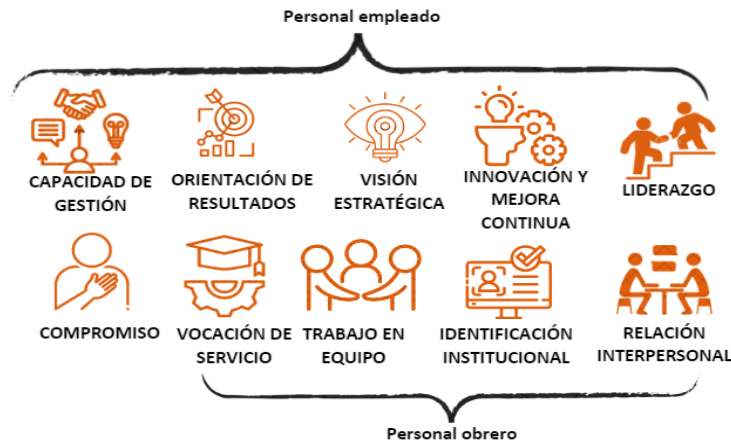 Personal empleado
CAPACIDAD DE
GESTIÓN
ORIENTACIÓN DE
RESULTADOS
VISIÓN
ESTRATÉGICA
INNOVACIÓN Y
MEJORA
CONTINUA
LIDERAZGO
COMPROMISO
VOCACIÓN DE
SERVICIO
TRABAJO EN
EQUIPO
IDENTIFICACIÓN
INSTITUCIONAL
RELACIÓN
INTERPERSONAL
Personal obrero